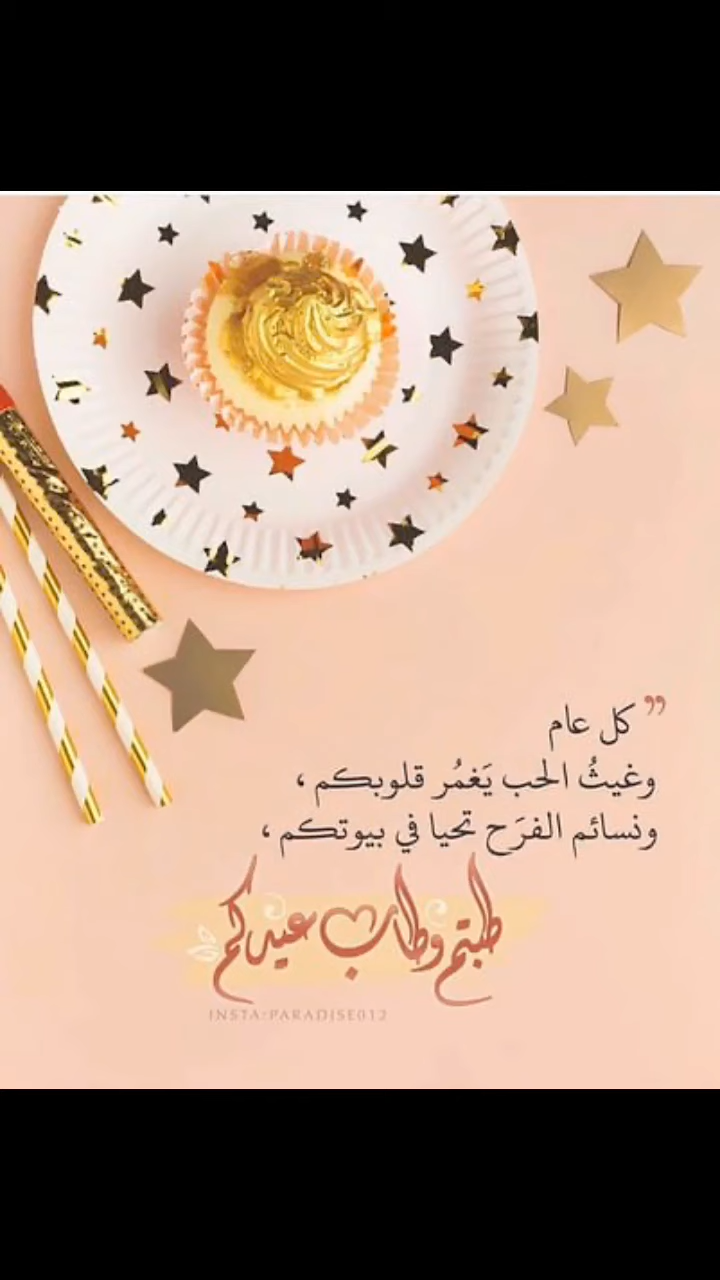 ” كل عام
وغيثُ الحب يَغمُر قلوبكم ،
ونسائم الفرَح تحيا في بيوتكم ،
طبتم وطاب عيدكم
INSTA:PARADISE012